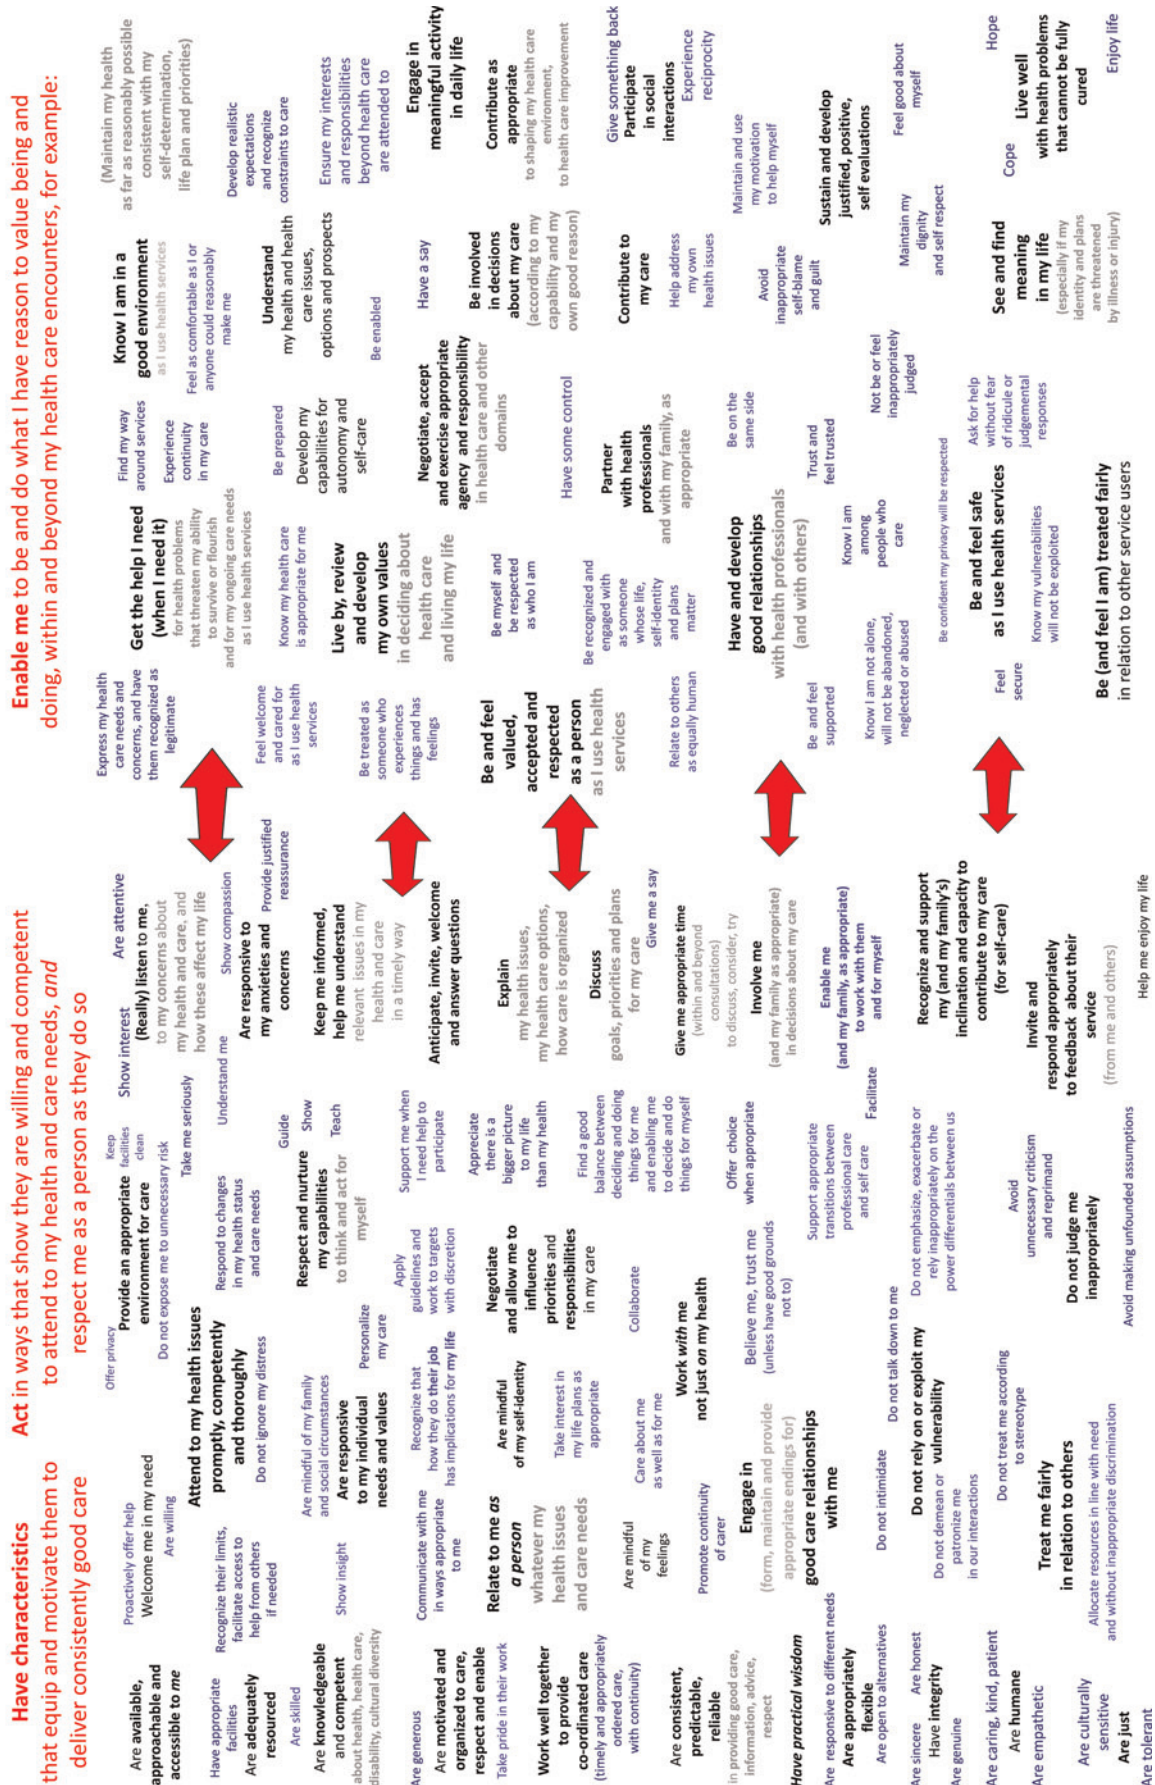 Have characteristics
that equip and motivate them to
deliver consistently good care
Are available,
approachable and
accessible to me
Have appropriate
facilities
Are adequately
resourced
Are skilled
Are knowledgeable
and competent
about health, health care,
disability, cultural diversity
Are generous
Are motivated and
organized to care,
respect and enable
Take pride in their work
Work well together
to provide
co-ordinated care
(timely and appropriately
ordered care,
with continuity)
Are consistent,
predictable,
reliable
in providing good care,
information, advice,
respect
Have practical wisdom
Are responsive to different needs
Are appropriately
flexible
Are open to alternatives
Are sincere
Are honest
Have integrity
Are genuine
Are caring, kind, patient
Are humane
Are empathetic
Are culturally
sensitive
Are just
Are tolerant
Act in ways that show they are willing and competent
to attend to my health and care needs, and
respect me as a person as they do so
Proactively offer help
Welcome me in my need
Are willing
Recognize their limits,
facilitate access to
help from others
if needed
Show insight
Communicate with me
in ways appropriate
to me
Relate to me as
a person
whatever my
health issues
and care needs
Are mindful
of my
feelings
Promote continuity
of carer
Engage in
(form, maintain and provide
appropriate endings for)
good care relationships
with me
Do not intimidate
Do not rely on or exploit my
vulnerability
Do not demean or
patronize me
in our interactions
Do not treat me according
to stereotype
Treat me fairly
in relation to others
Allocate resources in line with need
and without inappropriate discrimination
Offer privacy
Provide an appropriate
environment for care
Keep
facilities
clean
Do not expose me to unnecessary risk
Attend to my health issues
promptly, competently
and thoroughly
Do not ignore my distress
Take me seriously
Respond to changes
in my health status
and care needs
Are mindful of my family
and social circumstances
Are responsive
to my individual
needs and values
Personalize
my care
Recognize that
how they do their job
has implications for my life
Are mindful
of my self-identity
Take interest in
my life plans as
appropriate
Care about me
as well as for me
Work with me
not just on my health
Believe me, trust me
(unless have good grounds
not to)
Do not talk down to me
Guide
Show
Teach
Respect and nurture
my capabilities
to think and act for
myself
Apply
guidelines and
work to targets
with discretion
Support me when
I need help to
participate
Negotiate
and allow me to
influence
priorities and
responsibilities
in my care
Appreciate
there is a
bigger picture
to my life
than my health
Collaborate
Find a good
balance between
deciding and doing
things for me
and enabling me
to decide and do
things for myself
Offer choice
when appropriate
Support appropriate
transitions between
professional care
and self care
Facilitate
Do not emphasize, exacerbate or
rely inappropriately on the
power differentials between us
Avoid
unnecessary criticism
and reprimand
Do not judge me
inappropriately
Avoid making unfounded assumptions
Show interest
Are attentive
(Really) listen to me,
to my concerns about
my health and care, and
how these affect my life
Understand me
Show compassion
Are responsive to
my anxieties and
concerns
Provide justified
reassurance
Keep me informed,
help me understand
relevant issues in my
health and care
in a timely way
Anticipate, invite, welcome
and answer questions
Explain
my health issues,
my health care options,
how care is organized
Discuss
goals, priorities and plans
for my care
Give me a say
Give me appropriate time
(within and beyond
consultations)
to discuss, consider, try
Involve me
(and my family as appropriate)
in decisions about my care
Enable me
(and my family, as appropriate)
to work with them
and for myself
Recognize and support
my (and my family's)
inclination and capacity to
contribute to my care
(for self-care)
Invite and
respond appropriately
to feedback about their
service
(from me and others)
Help me enjoy my life
Enable me to be and do what I have reason to value being and
doing, within and beyond my health care encounters, for example:
Express my health
care needs and
concerns, and have
them recognized as
legitimate
Feel welcome
and cared for
as I use health
services
Be treated as
someone who
experiences
things and has
feelings
Be and feel
valued,
accepted and
respected
as a person
as I use health
services
Relate to others
as equally human
Be and feel
supported
Know I am not alone,
will not be abandoned,
neglected or abused
Feel
secure
Get the help I need
(when I need it)
for health problems
that threaten my ability
to survive or flourish
and for my ongoing care needs
as I use health services
Know my health care
is appropriate for me
Live by, review
and develop
my own values
in deciding about
health care
and living my life
Be myself and
be respected
as who I am
Be recognized and
engaged with
as someone
whose life,
self-identity
and plans
matter
Have and develop
good relationships
with health professionals
(and with others)
Know I am
among
people who
care
Be confident my privacy will be respected
Be and feel safe
as I use health services
Know my vulnerabilities
will not be exploited
Be (and feel I am) treated fairly
in relation to other service users
Find my way
around services
Experience
continuity
in my care
Be prepared
Develop my
capabilities for
autonomy and
self-care
Negotiate, accept
and exercise appropriate
agency and responsibility
in health care and other
domains
Have some control
Partner
with health
professionals
and with my family, as
appropriate
Be on the
same side
Trust and
feel trusted
Not be or feel
inappropriately
judged
Ask for help
without fear
of ridicule or
judgemental
responses
Know I am in a
good environment
as I use health services
Feel as comfortable as I or
anyone could reasonably
make me
Understand
my health and health
care issues,
options and prospects
Be enabled
Have a say
Be involved
in decisions
about my care
(according to my
capability and my
own good reason)
Contribute to
my care
Help address
my own
health issues
Avoid
inappropriate
self-blame
and guilt
Maintain my
dignity
and self respect
See and find
meaning
in my life
(especially if my
identity and plans
are threatened
by illness or injury)
(Maintain my health
as far as reasonably possible
consistent with my
self-determination,
life plan and priorities)
Develop realistic
expectations
and recognize
constraints to care
Ensure my interests
and responsibilities
beyond health care
are attended to
Engage in
meaningful activity
in daily life
Contribute as
appropriate
to shaping my health care
environment,
to health care improvement
Give something back
Participate
in social
interactions
Experience
reciprocity
Maintain and use
my motivation
to help myself
Sustain and develop
justified, positive,
self evaluations
Feel good about
myself
Cope
Hope
Live well
with health problems
that cannot be fully
cured
Enjoy life